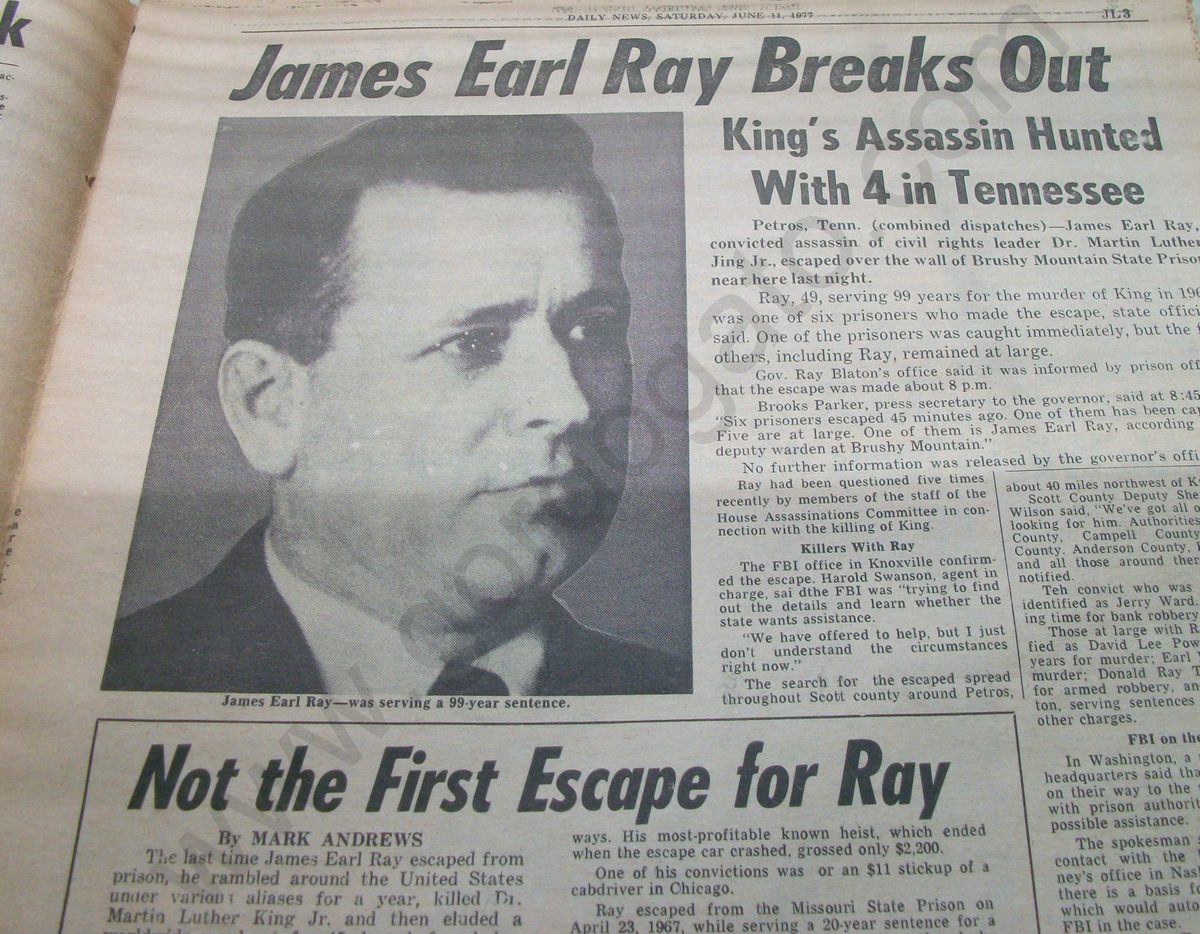 k
DAILY NEWS, SATURDAY, JUNE 11, 1977
JL3
James Earl Ray Breaks Out
King's Assassin Hunted
With 4 in Tennessee
Petros, Tenn. (combined dispatches)—James Earl Ray,
convicted assassin of civil rights leader Dr. Martin Luther
Jing Jr., escaped over the wall of Brushy Mountain State Priso
near here last night.
Ray, 49, serving 99 years for the murder of King in 196
was one of six prisoners who made the escape, state offici
said. One of the prisoners was caught immediately, but the
others, including Ray, remained at large.
Gov. Ray Blaton's office said it was informed by prison off
that the escape was made about 8 p.m.
Brooks Parker, press secretary to the governor, said at 8:45
"Six prisoners escaped 45 minutes ago. One of them has been ca
Five are at large. One of them is James Earl Ray, according
deputy warden at Brushy Mountain."
No further information was released by the governor's offi
Ray had been questioned five times
recently by members of the staff of the
House Assassinations Committee in con-
nection with the killing of King.
Killers With Ray
The FBI office in Knoxville confirm-
ed the escape. Harold Swanson, agent in
charge, sai dthe FBI was "trying to find
out the details and learn whether the
state wants assistance.
"We have offered to help, but I just
don't understand the circumstances
right now."
The search for the escaped spread
throughout Scott county around Petros,
about 40 miles northwest of K
Scott County Deputy She
Wilson said, "We've got all o
looking for him. Authorities
County, Campell County
County, Anderson County,
and all those around ther
notified.
Teh convict who was
identified as Jerry Ward.
ing time for bank robbery
Those at large with R
fied as David Lee Pow
years for murder; Earl
murder; Donald Ray T
for armed robbery, an
ton, serving sentences
other charges.
FBI on the
In Washington, a
headquarters said tha
on their way to the
with prison authorit
possible assistance.
The spokesman
contact with the
ney's office in Nas
there is a basis f
which would auto
FBI in the case.
James Earl Ray—was serving a 99-year sentence.
Not the First Escape for Ray
By MARK ANDREWS
The last time James Earl Ray escaped from
prison, he rambled around the United States
under various aliases for a year, killed Dr.
Martin Luther King Jr. and then eluded a
ways. His most-profitable known heist, which ended
when the escape car crashed, grossed only $2,200.
One of his convictions was or an $11 stickup of a
cabdriver in Chicago.
Ray escaped from the Missouri State Prison on
April 23, 1967, while serving a 20-year sentence for a